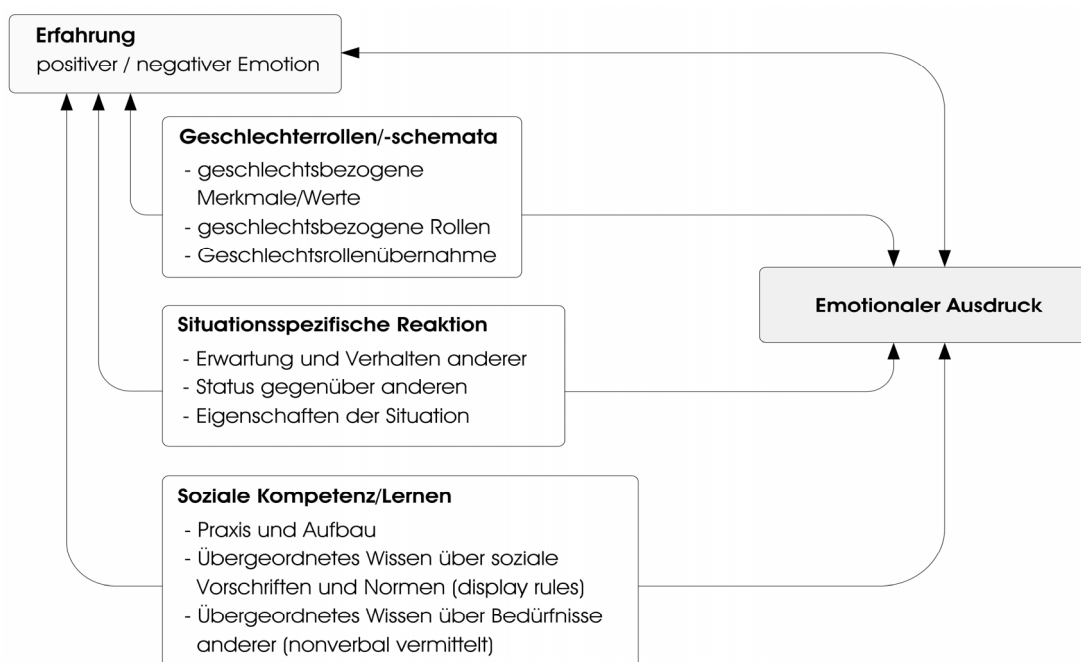 Erfahrung
positiver / negativer Emotion
Geschlechterrollen/-schemata
- geschlechtsbezogene
Merkmale/Werte
- geschlechtsbezogene Rollen
- Geschlechtsrollenübernahme
Emotionaler Ausdruck
Situationsspezifische Reaktion
- Erwartung und Verhalten anderer
- Status gegenüber anderen
- Eigenschaften der Situation
Soziale Kompetenz/Lernen
- Praxis und Aufbau
- Übergeordnetes Wissen über soziale
Vorschriften und Normen (display rules)
- Übergeordnetes Wissen über Bedürfnisse
anderer (nonverbal vermittelt)